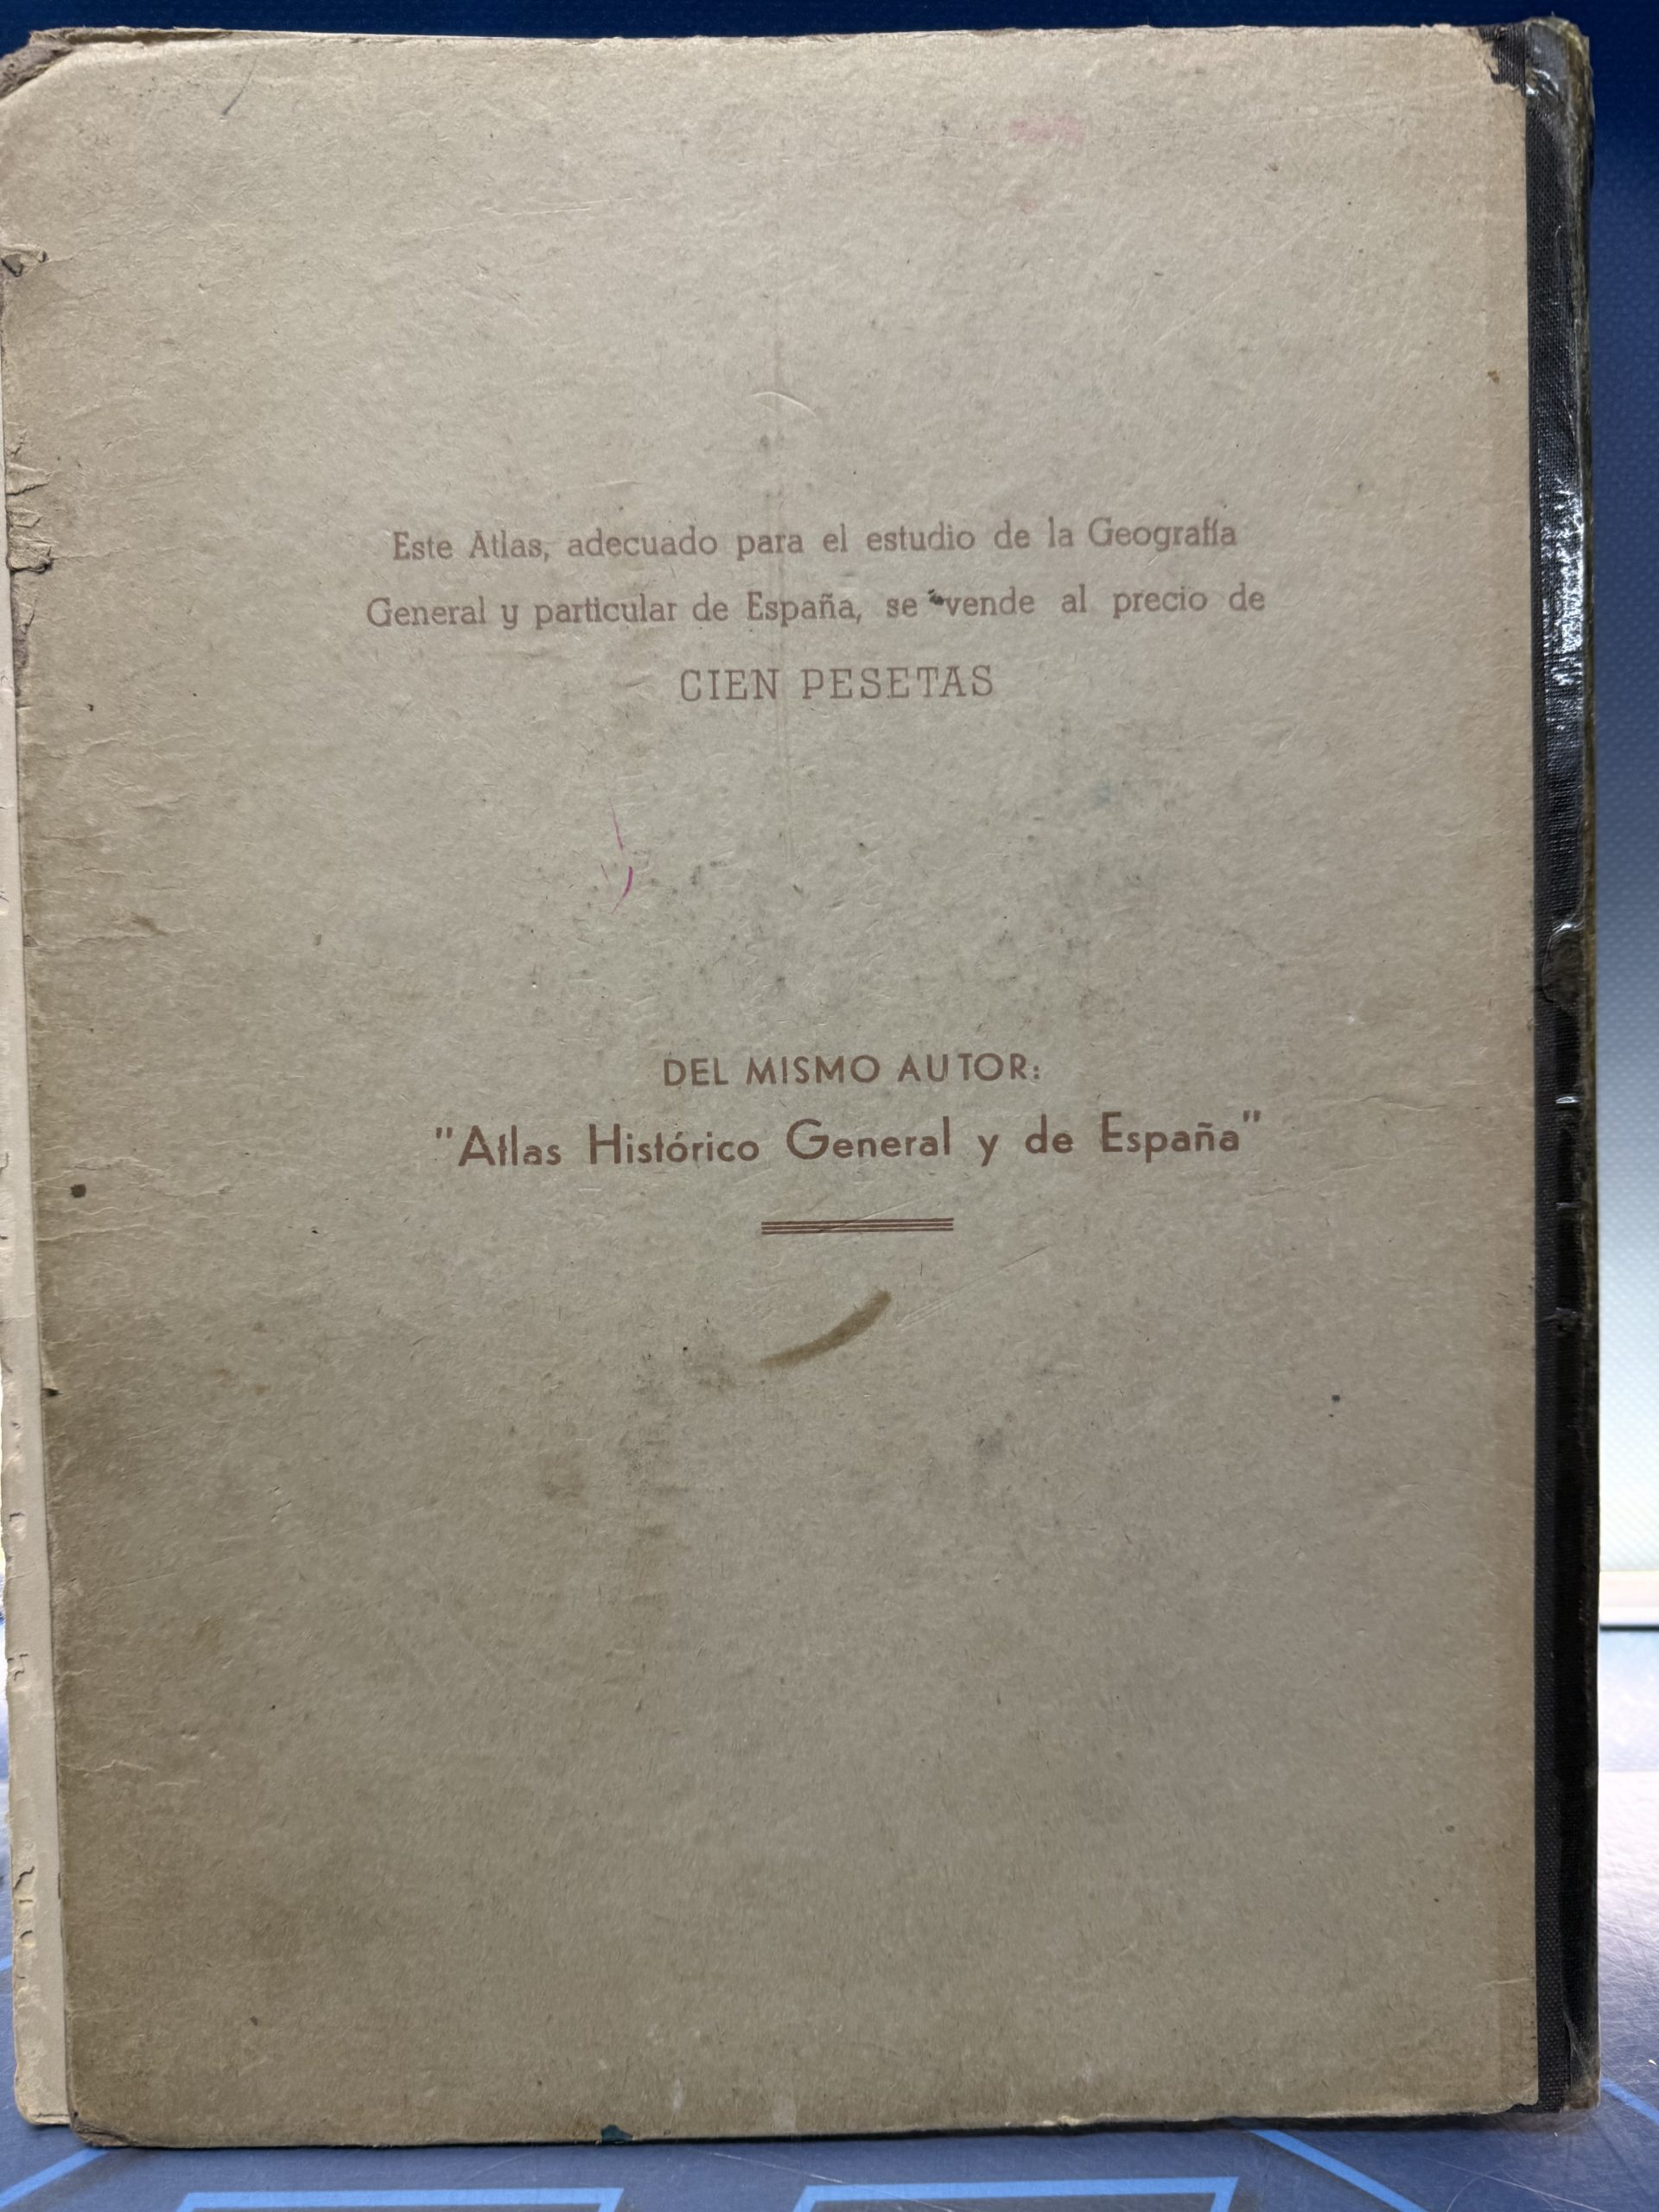 Este Atlas, adecuado para el estudio de la Geografía
General y particular de España, se vende al precio de
CIEN PESETAS
DEL MISMO AUTOR:
"Atlas Histórico General y de España"